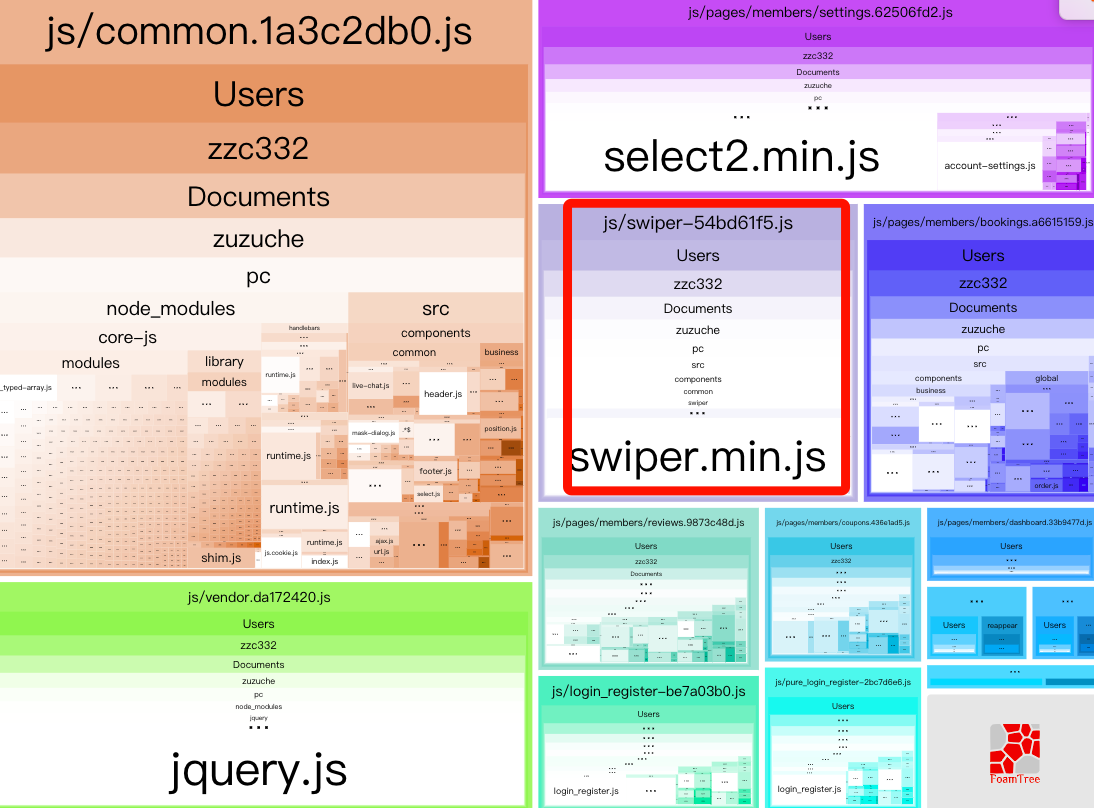 js/common.1a3c2db0.js
Users
zzc332
Documents
zuzuche
pc
node_modules
src
core-js
handlebars
components
modules
library
common
business
_typed-array.js
modules
runtime.js
live-chat.js
header.js
mask-dialog.js
position.js
runtime.js
footer.js
select.js
runtime.js
shim.js
js.cookie.js
runtime.js
index.js
ajax.js
url.js
js/vendor.da172420.js
Users
zzc332
Documents
zuzuche
pc
node_modules
jquery
jquery.js
js/pages/members/settings.62506fd2.js
Users
zzc332
Documents
zuzuche
pc
select2.min.js
account-settings.js
js/swiper-54bd61f5.js
Users
zzc332
Documents
zuzuche
pc
src
components
common
swiper
swiper.min.js
js/pages/members/bookings.a6615159.js
Users
zzc332
Documents
zuzuche
pc
src
components
global
business
order.js
js/pages/members/reviews.9873c48d.js
Users
zzc332
Documents
js/pages/members/coupons.436e1ad5.js
Users
zzc332
js/pages/members/dashboard.33b9477d.js
Users
Users
reappear
Users
js/login_register-be7a03b0.js
Users
login_register.js
js/pure_login_register-2bc7d6e6.js
Users
login_register.js
FoamTree